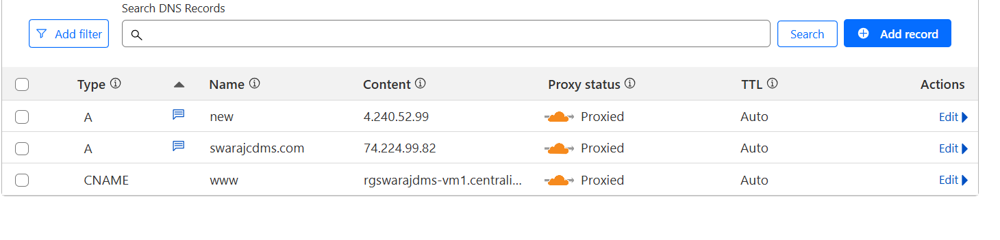 Search DNS Records
Add filter Search Add record
Type Name Content Proxy status TTL Actions
A new 4.240.52.99 Proxied Auto Edit
A swarajcdms.com 74.224.99.82 Proxied Auto Edit
CNAME www rgswarajdms-vm1.centrali... Proxied Auto Edit